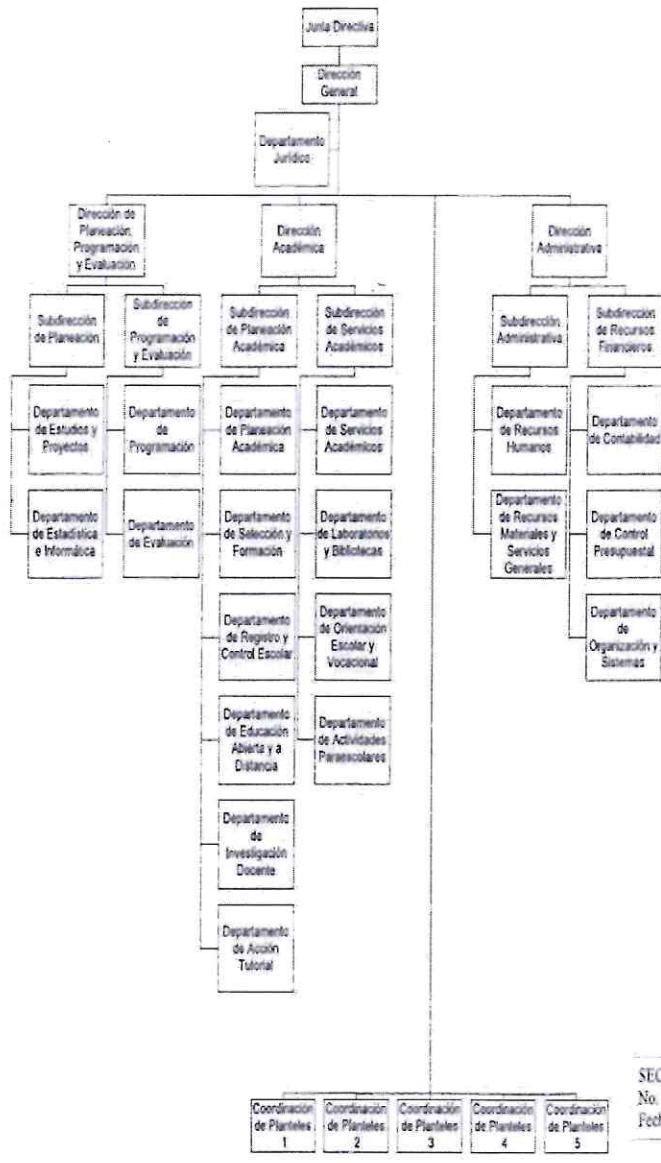 Junta Directiva
Dirección
General
Departamento
Jurídico
Dirección de
Planeación,
Programación
y Evaluación
Dirección
Académica
Dirección
Administrativa
Subdirección
de Planeación
Subdirección
de
Programación
y Evaluación
Subdirección
de Planeación
Académica
Subdirección
de Servicios
Académicos
Subdirección
Administrativa
Subdirección
de Recursos
Financieros
Departamento
de Estudios y
Proyectos
Departamento
de
Programación
Departamento
de Planeación
Académica
Departamento
de Servicios
Académicos
Departamento
de Recursos
Humanos
Departamento
de Contabilidad
Departamento
de Estadística
e Informática
Departamento
de Evaluación
Departamento
de Selección y
Formación
Departamento
de Laboratorios
y Bibliotecas
Departamento
de Recursos
Materiales y
Servicios
Generales
Departamento
de Control
Presupuestal
Departamento
de Registro y
Control Escolar
Departamento
de Orientación
Escolar y
Vocacional
Departamento
de
Organización y
Sistemas
Departamento
de Educación
Abierta y a
Distancia
Departamento
de Actividades
Paraescolares
Departamento
de
Investigación
Docente
Departamento
de Acción
Tutorial
Coordinación
de Planteles
1
Coordinación
de Planteles
2
Coordinación
de Planteles
3
Coordinación
de Planteles
4
Coordinación
de Planteles
5
SEC
No.
Fech